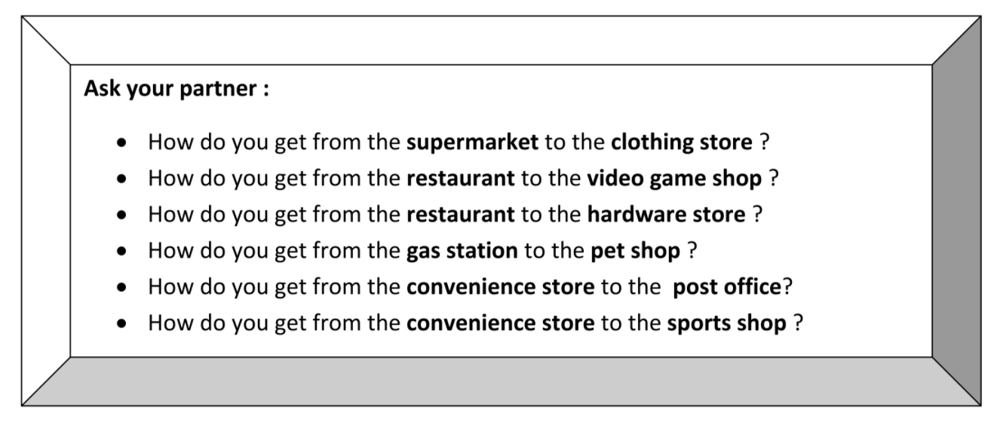 Ask your partner :
• How do you get from the supermarket to the clothing store ?
• How do you get from the restaurant to the video game shop ?
• How do you get from the restaurant to the hardware store ?
• How do you get from the gas station to the pet shop ?
• How do you get from the convenience store to the  post office?
• How do you get from the convenience store to the sports shop ?